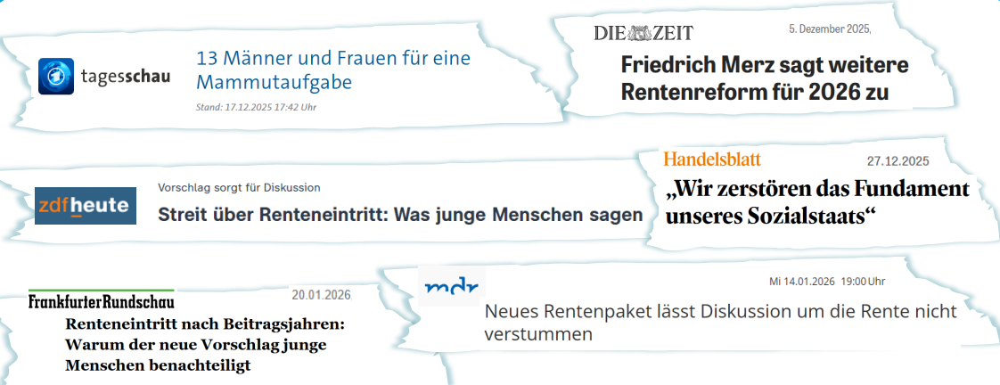 tagesschau
13 Männer und Frauen für eine
Mammutaufgabe
Stand: 17.12.2025 17:42 Uhr
DIE ZEIT
5. Dezember 2025,
Friedrich Merz sagt weitere
Rentenreform für 2026 zu
zdfheute
Vorschlag sorgt für Diskussion
Streit über Renteneintritt: Was junge Menschen sagen
Handelsblatt
27.12.2025
„Wir zerstören das Fundament
unseres Sozialstaats“
Frankfurter Rundschau
20.01.2026
Renteneintritt nach Beitragsjahren:
Warum der neue Vorschlag junge
Menschen benachteiligt
mdr
Mi 14.01.2026 19:00 Uhr
Neues Rentenpaket lässt Diskussion um die Rente nicht
verstummen